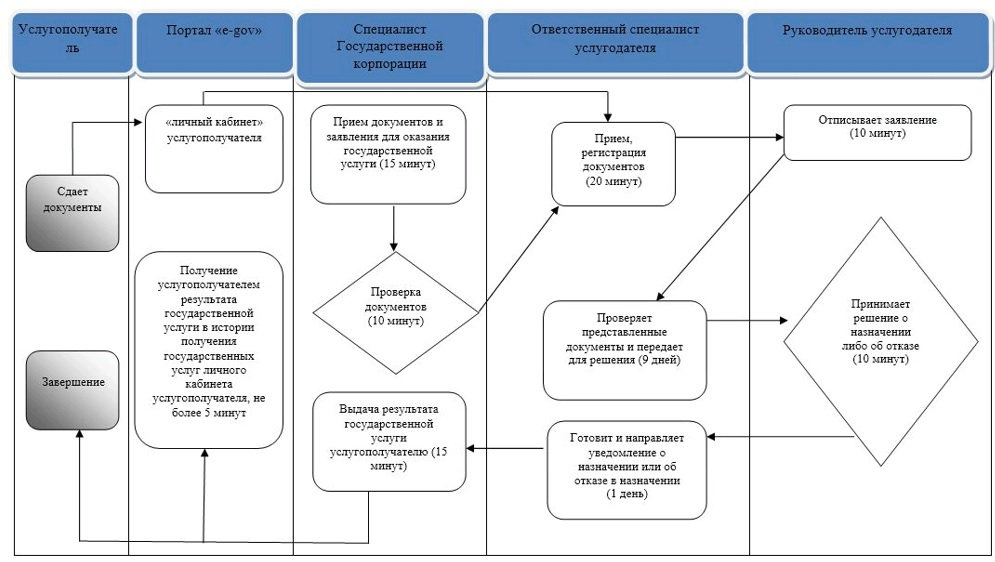 Услугополучате
ль
Портал «e-gov»
Специалист
Государственной
корпорации
Ответственный специалист
услугодателя
Руководитель услугодателя
Сдает
документы
Завершение
«личный кабинет»
услугополучателя
Получение
услугополучателем
результата
государственной
услуги в истории
получения
государственных
услуг личного
кабинета
услугополучателя, не
более 5 минут
Прием документов и
заявления для оказания
государственной
услуги (15 минут)
Проверка
документов
(10 минут)
Выдача результата
государственной
услуги
услугополучателю (15
минут)
Прием,
регистрация
документов
(20 минут)
Проверяет
представленные
документы и передает
для решения (9 дней)
Готовит и направляет
уведомление о
назначении или об
отказе в назначении
(1 день)
Отписывает заявление
(10 минут)
Принимает
решение о
назначении
либо об отказе
(10 минут)